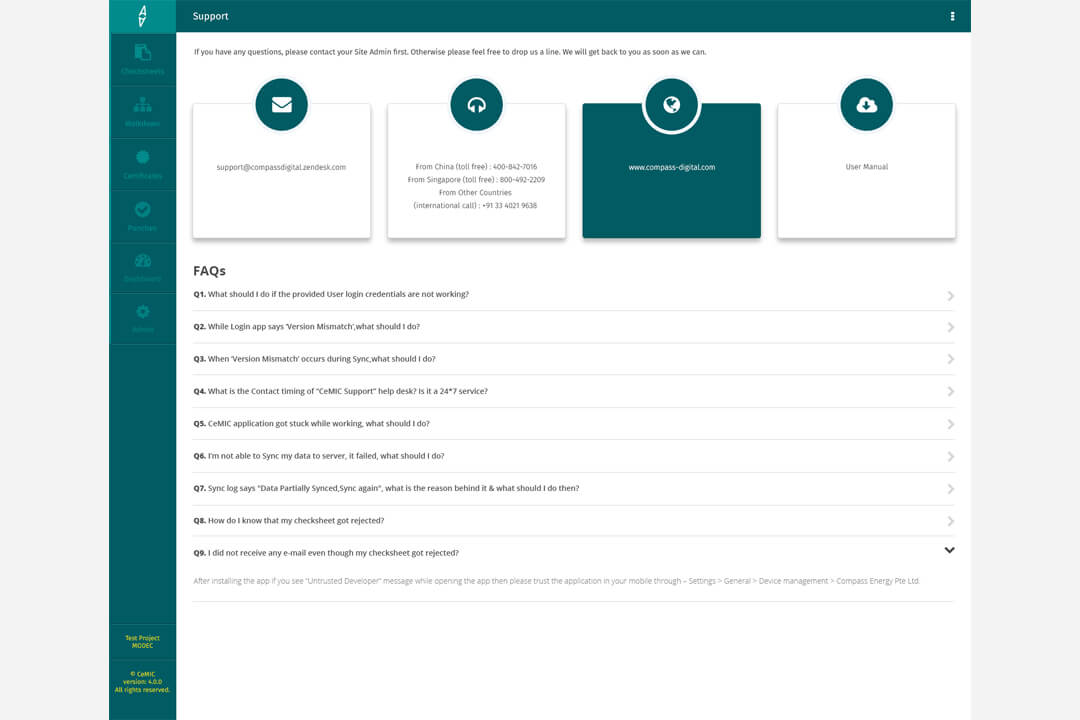 Support
Checksheets
Walkdown
Certificates
Punches
Dashboard
Admin
Test Project
MODEC
© CeMIC
version: 4.0.0
All rights reserved.
If you have any questions, please contact your Site Admin first. Otherwise please feel free to drop us a line. We will get back to you as soon as we can.
support@compassdigital.zendesk.com
From China (toll free) : 400-842-7016
From Singapore (toll free) : 800-492-2209
From Other Countries
(international call) : +91 33 4021 9638
www.compass-digital.com
User Manual
FAQs
Q1. What should I do if the provided User login credentials are not working?
Q2. While Login app says ‘Version Mismatch’,what should I do?
Q3. When ‘Version Mismatch’ occurs during Sync,what should I do?
Q4. What is the Contact timing of “CeMIC Support” help desk? Is it a 24*7 service?
Q5. CeMIC application got stuck while working, what should I do?
Q6. I’m not able to Sync my data to server, it failed, what should I do?
Q7. Sync log says "Data Partially Synced,Sync again", what is the reason behind it & what should I do then?
Q8. How do I know that my checksheet got rejected?
Q9. I did not receive any e-mail even though my checksheet got rejected?
After installing the app if you see “Untrusted Developer” message while opening the app then please trust the application in your mobile through – Settings > General > Device management > Compass Energy Pte Ltd.